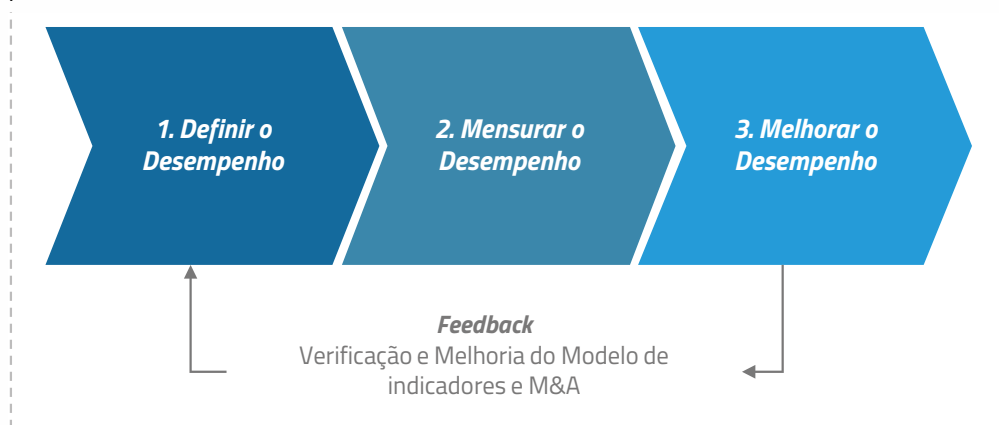 1. Definir o
Desempenho
2. Mensurar o
Desempenho
3. Melhorar o
Desempenho
Feedback
Verificação e Melhoria do Modelo de
indicadores e M&A